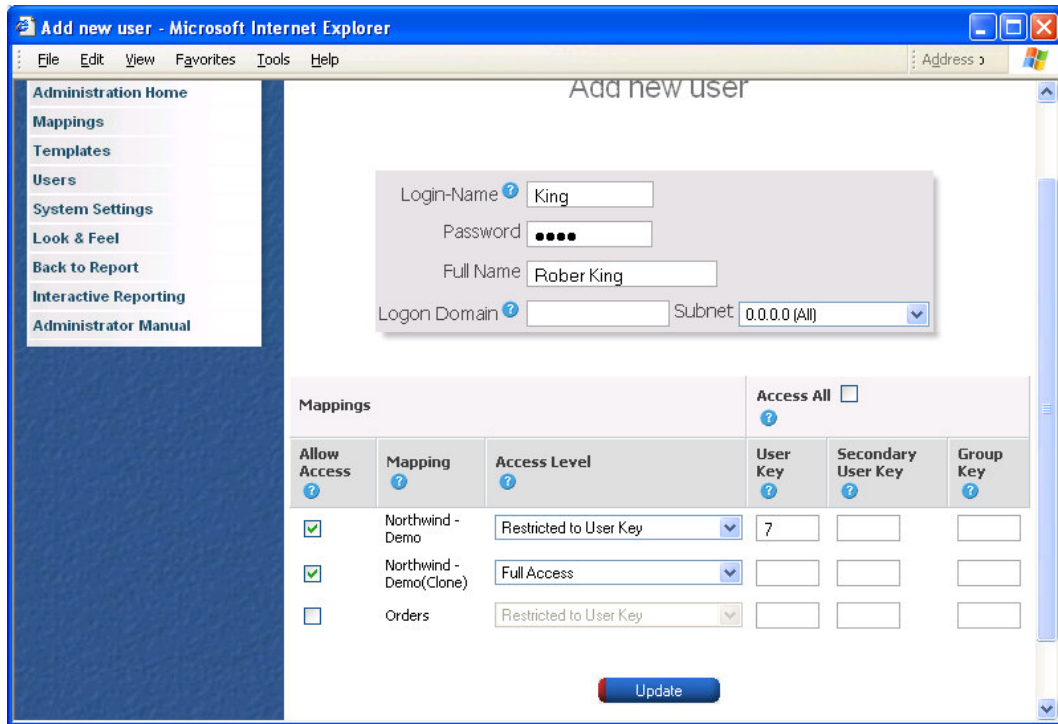 Add new user - Microsoft Internet Explorer
File Edit View Favorites Tools Help Address
Administration Home
Mappings
Templates
Users
System Settings
Look & Feel
Back to Report
Interactive Reporting
Administrator Manual
Add new user
Login-Name ? King
Password ●●●●
Full Name Rober King
Logon Domain ? Subnet 0.0.0.0 (All)
Mappings Access All
?
Allow Access ? Mapping ? Access Level ? User Key ? Secondary User Key ? Group Key ?
Northwind - Demo Restricted to User Key 7
Northwind - Demo(Clone) Full Access
Orders Restricted to User Key
Update